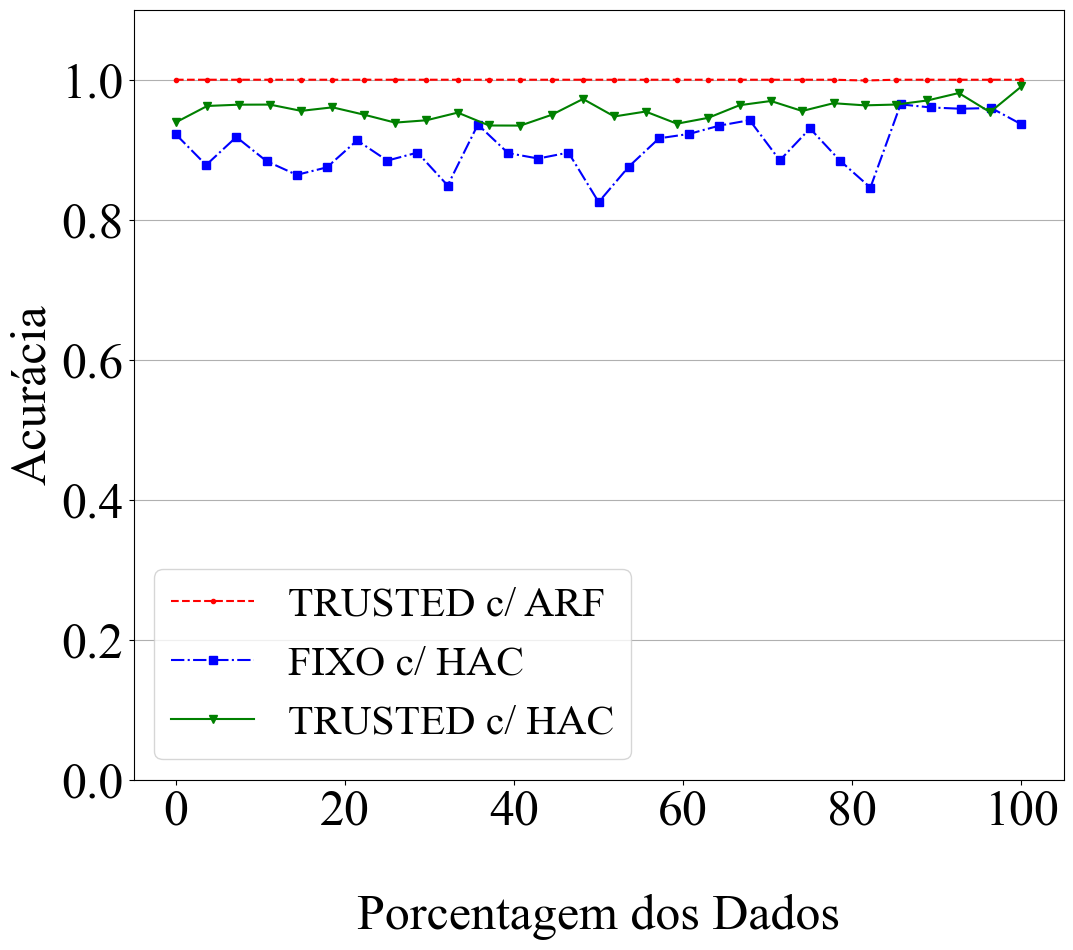 1.0
0.8
0.6
0.4
0.2
0.0
Acurácia
TRUSTED c/ ARF
FIXO c/ HAC
TRUSTED c/ HAC
0 20 40 60 80 100
Porcentagem dos Dados